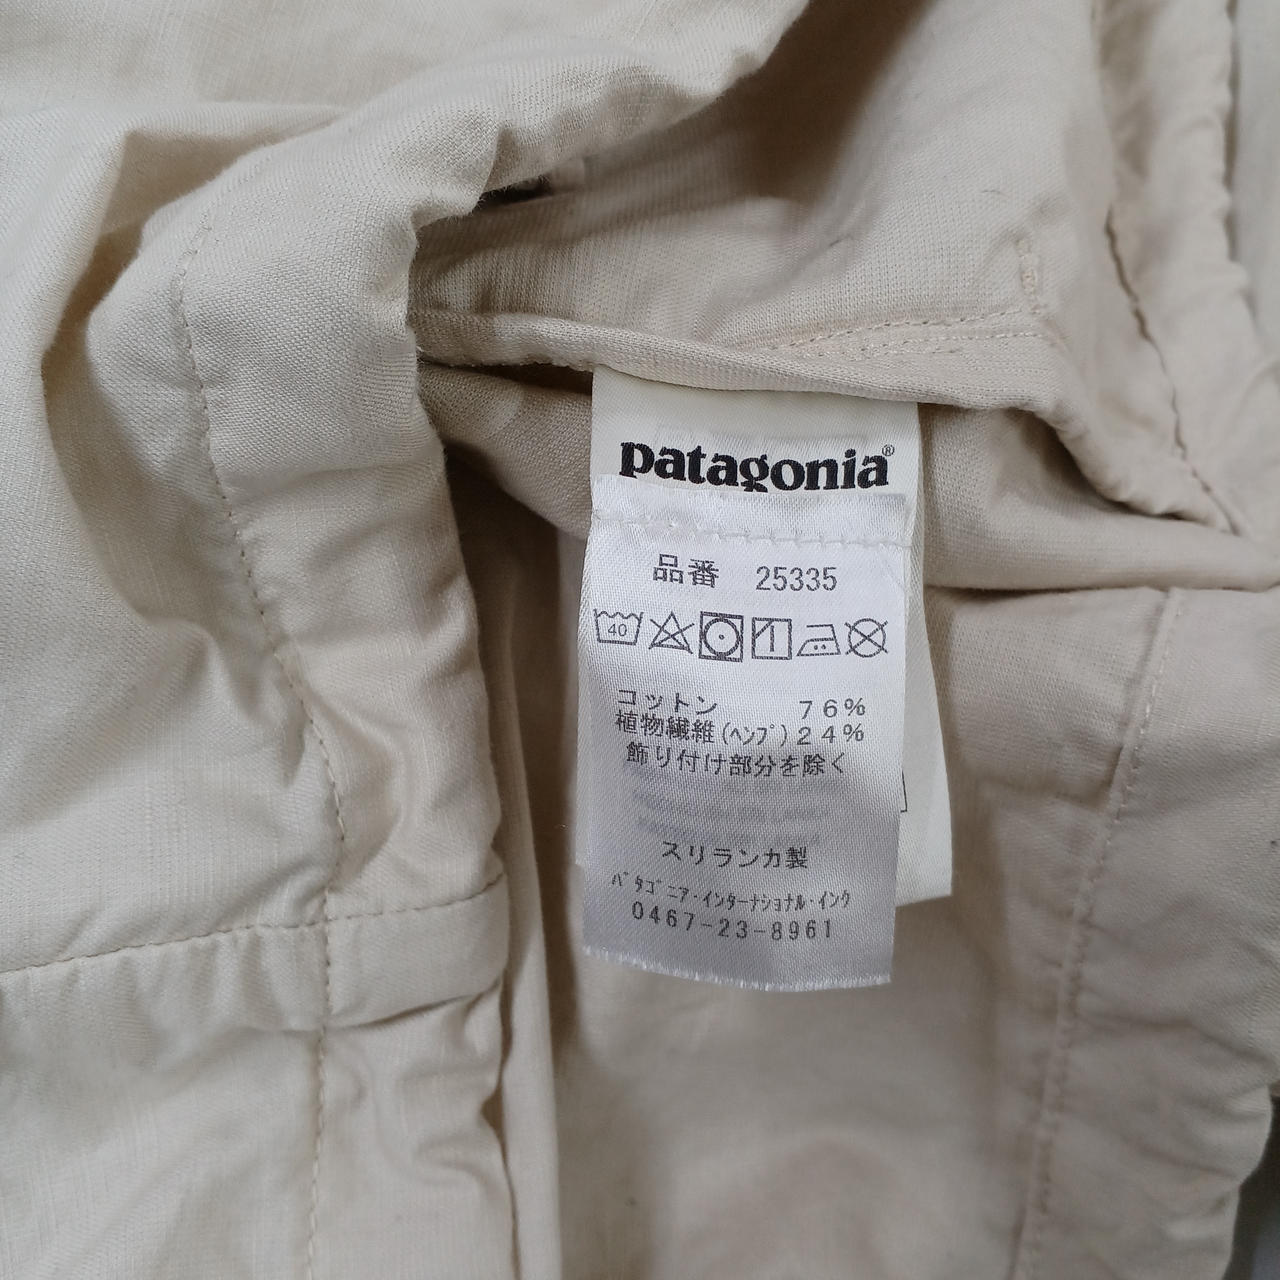 patagonia®
品番 25335
40
コットン 76%
植物繊維(ﾍﾝﾌﾟ)24%
飾り付け部分を除く
スリランカ製
ﾊﾟﾀｺﾞﾆｱ･ｲﾝﾀｰﾅｼｮﾅﾙ･ｲﾝｸ
0467-23-8961